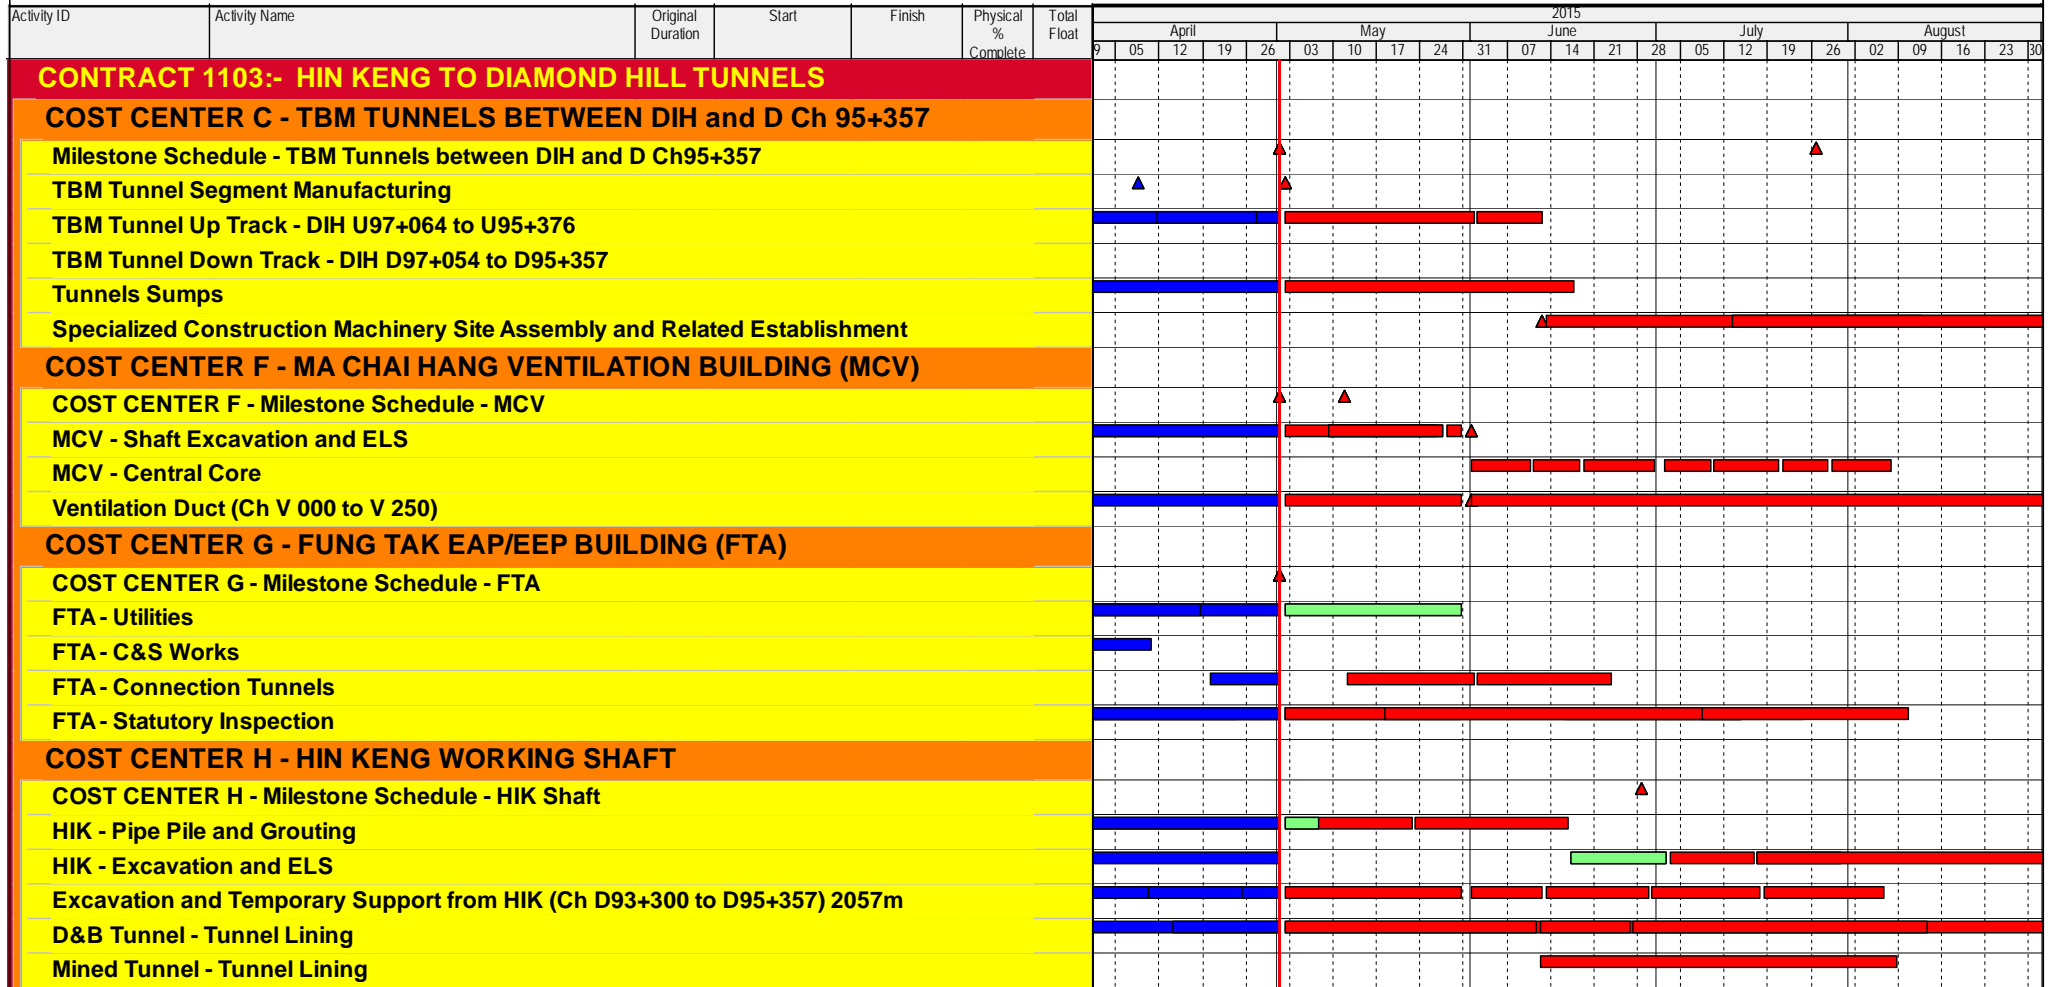 Activity ID Activity Name Original Start Finish Physical Total 2015
Duration % Float April May June July August
Complete 9 05 12 19 26 03 10 17 24 31 07 14 21 28 05 12 19 26 02 09 16 23 30
CONTRACT 1103:- HIN KENG TO DIAMOND HILL TUNNELS
COST CENTER C - TBM TUNNELS BETWEEN DIH and D Ch 95+357
Milestone Schedule - TBM Tunnels between DIH and D Ch95+357
TBM Tunnel Segment Manufacturing
TBM Tunnel Up Track - DIH U97+064 to U95+376
TBM Tunnel Down Track - DIH D97+054 to D95+357
Tunnels Sumps
Specialized Construction Machinery Site Assembly and Related Establishment
COST CENTER F - MA CHAI HANG VENTILATION BUILDING (MCV)
COST CENTER F - Milestone Schedule - MCV
MCV - Shaft Excavation and ELS
MCV - Central Core
Ventilation Duct (Ch V 000 to V 250)
COST CENTER G - FUNG TAK EAP/EEP BUILDING (FTA)
COST CENTER G - Milestone Schedule - FTA
FTA - Utilities
FTA - C&S Works
FTA - Connection Tunnels
FTA - Statutory Inspection
COST CENTER H - HIN KENG WORKING SHAFT
COST CENTER H - Milestone Schedule - HIK Shaft
HIK - Pipe Pile and Grouting
HIK - Excavation and ELS
Excavation and Temporary Support from HIK (Ch D93+300 to D95+357) 2057m
D&B Tunnel - Tunnel Lining
Mined Tunnel - Tunnel Lining